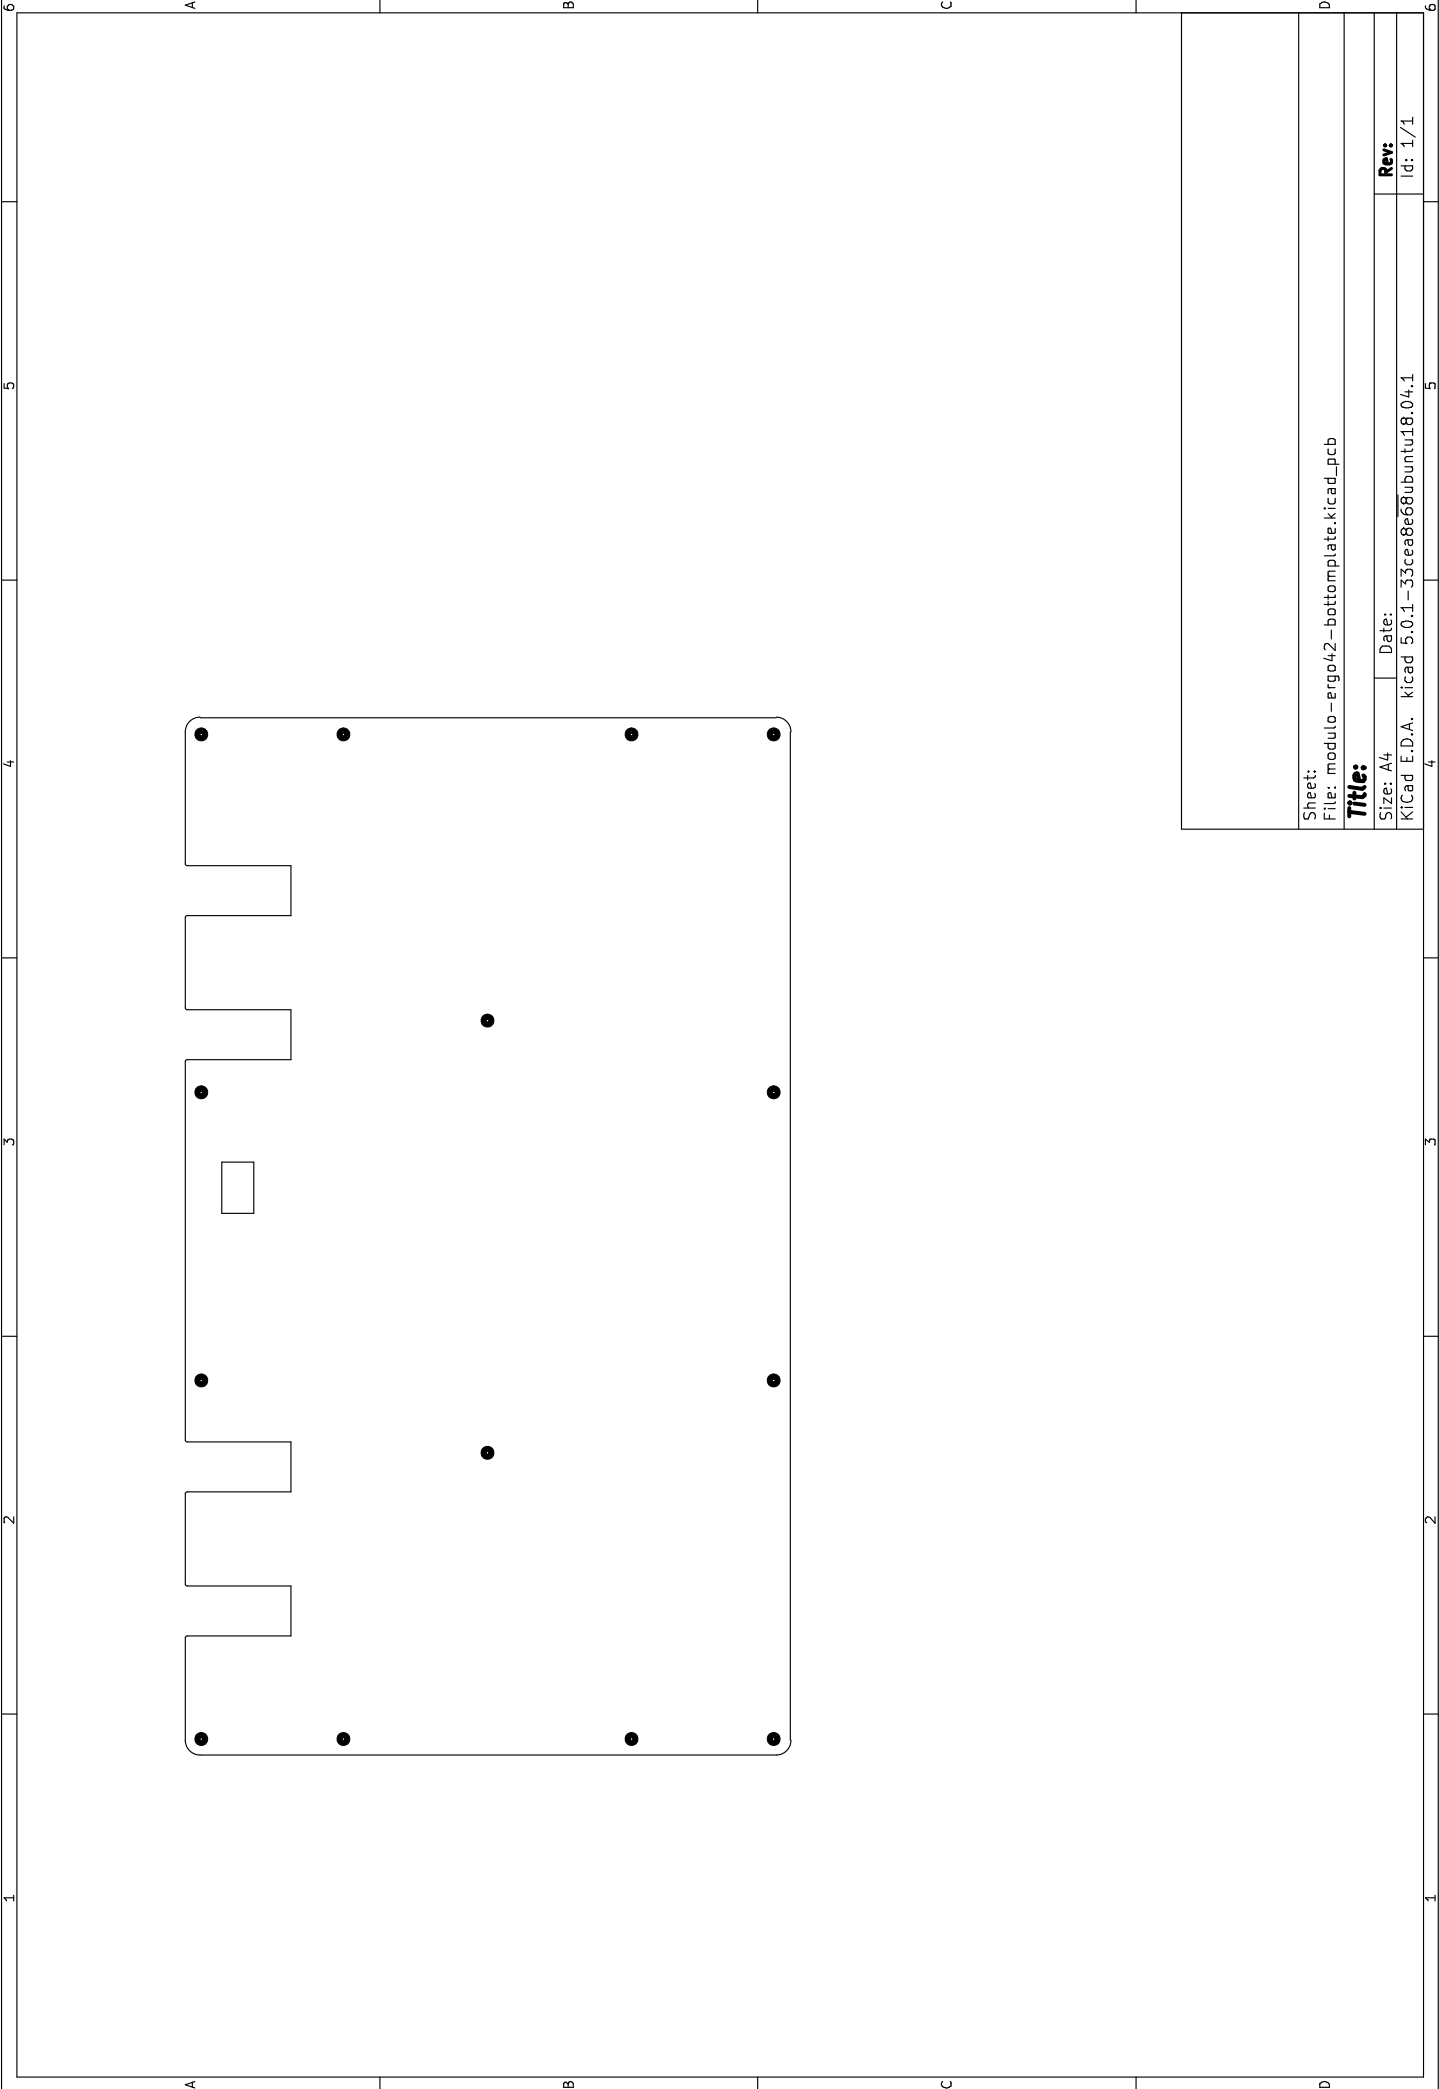 1
2
3
4
5
6
A
A
B
B
C
C
D
D
1
2
3
4
5
6
Sheet:
File: modulo-ergo42-bottomplate.kicad_pcb
Title:
Size: A4 Date: Rev:
KiCad E.D.A. kicad 5.0.1-33cea8e68ubuntu18.04.1 Id: 1/1